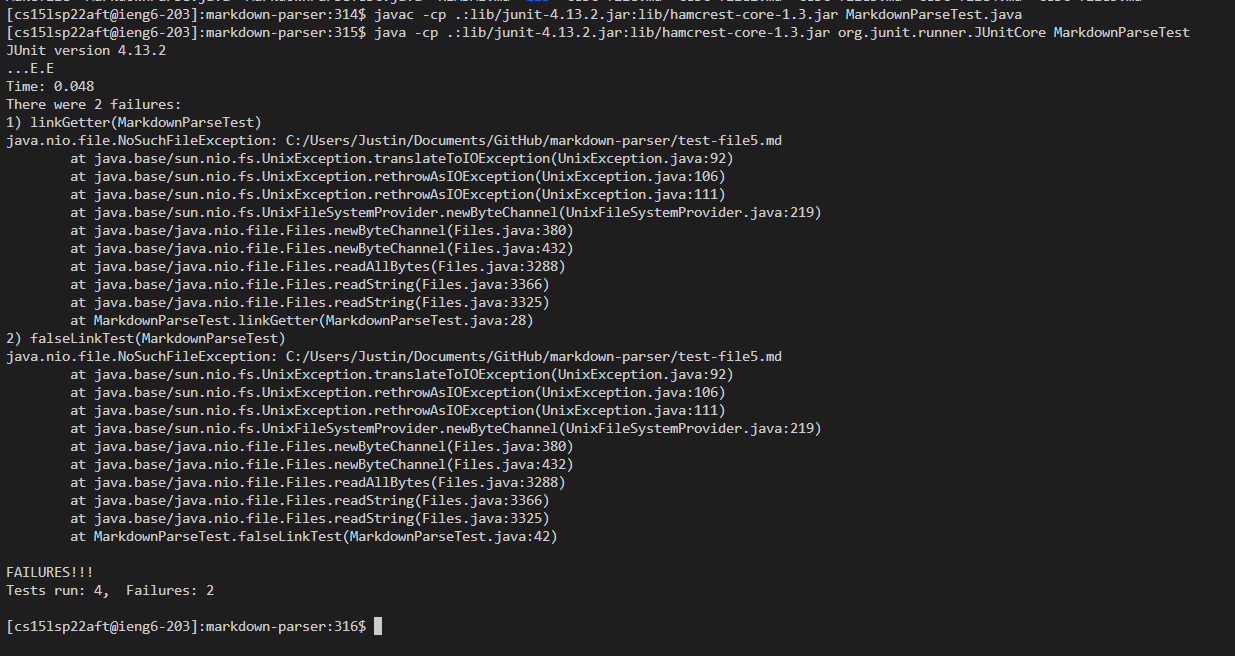 [cs15lsp22aft@ieng6-203]:markdown-parser:314$ javac -cp .:lib/junit-4.13.2.jar:lib/hamcrest-core-1.3.jar MarkdownParseTest.java
[cs15lsp22aft@ieng6-203]:markdown-parser:315$ java -cp .:lib/junit-4.13.2.jar:lib/hamcrest-core-1.3.jar org.junit.runner.JUnitCore MarkdownParseTest
JUnit version 4.13.2
...E.E
Time: 0.048
There were 2 failures:
1) linkGetter(MarkdownParseTest)
java.nio.file.NoSuchFileException: C:/Users/Justin/Documents/GitHub/markdown-parser/test-file5.md
        at java.base/sun.nio.fs.UnixException.translateToIOException(UnixException.java:92)
        at java.base/sun.nio.fs.UnixException.rethrowAsIOException(UnixException.java:106)
        at java.base/sun.nio.fs.UnixException.rethrowAsIOException(UnixException.java:111)
        at java.base/sun.nio.fs.UnixFileSystemProvider.newByteChannel(UnixFileSystemProvider.java:219)
        at java.base/java.nio.file.Files.newByteChannel(Files.java:380)
        at java.base/java.nio.file.Files.newByteChannel(Files.java:432)
        at java.base/java.nio.file.Files.readAllBytes(Files.java:3288)
        at java.base/java.nio.file.Files.readString(Files.java:3366)
        at java.base/java.nio.file.Files.readString(Files.java:3325)
        at MarkdownParseTest.linkGetter(MarkdownParseTest.java:28)
2) falseLinkTest(MarkdownParseTest)
java.nio.file.NoSuchFileException: C:/Users/Justin/Documents/GitHub/markdown-parser/test-file5.md
        at java.base/sun.nio.fs.UnixException.translateToIOException(UnixException.java:92)
        at java.base/sun.nio.fs.UnixException.rethrowAsIOException(UnixException.java:106)
        at java.base/sun.nio.fs.UnixException.rethrowAsIOException(UnixException.java:111)
        at java.base/sun.nio.fs.UnixFileSystemProvider.newByteChannel(UnixFileSystemProvider.java:219)
        at java.base/java.nio.file.Files.newByteChannel(Files.java:380)
        at java.base/java.nio.file.Files.newByteChannel(Files.java:432)
        at java.base/java.nio.file.Files.readAllBytes(Files.java:3288)
        at java.base/java.nio.file.Files.readString(Files.java:3366)
        at java.base/java.nio.file.Files.readString(Files.java:3325)
        at MarkdownParseTest.falseLinkTest(MarkdownParseTest.java:42)
FAILURES!!!
Tests run: 4,  Failures: 2
[cs15lsp22aft@ieng6-203]:markdown-parser:316$